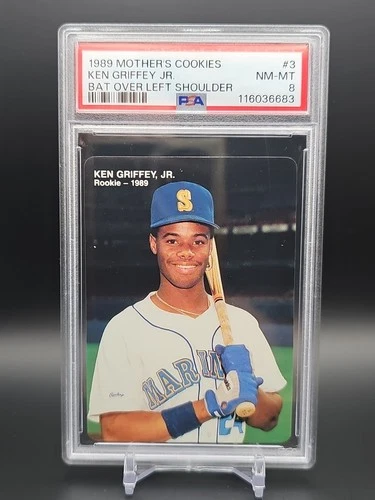 1989 MOTHER'S COOKIES #3
KEN GRIFFEY JR. NM-MT
BAT OVER LEFT SHOULDER PSA 8
116036683
KEN GRIFFEY, JR.
Rookie – 1989
S
MARIN
24